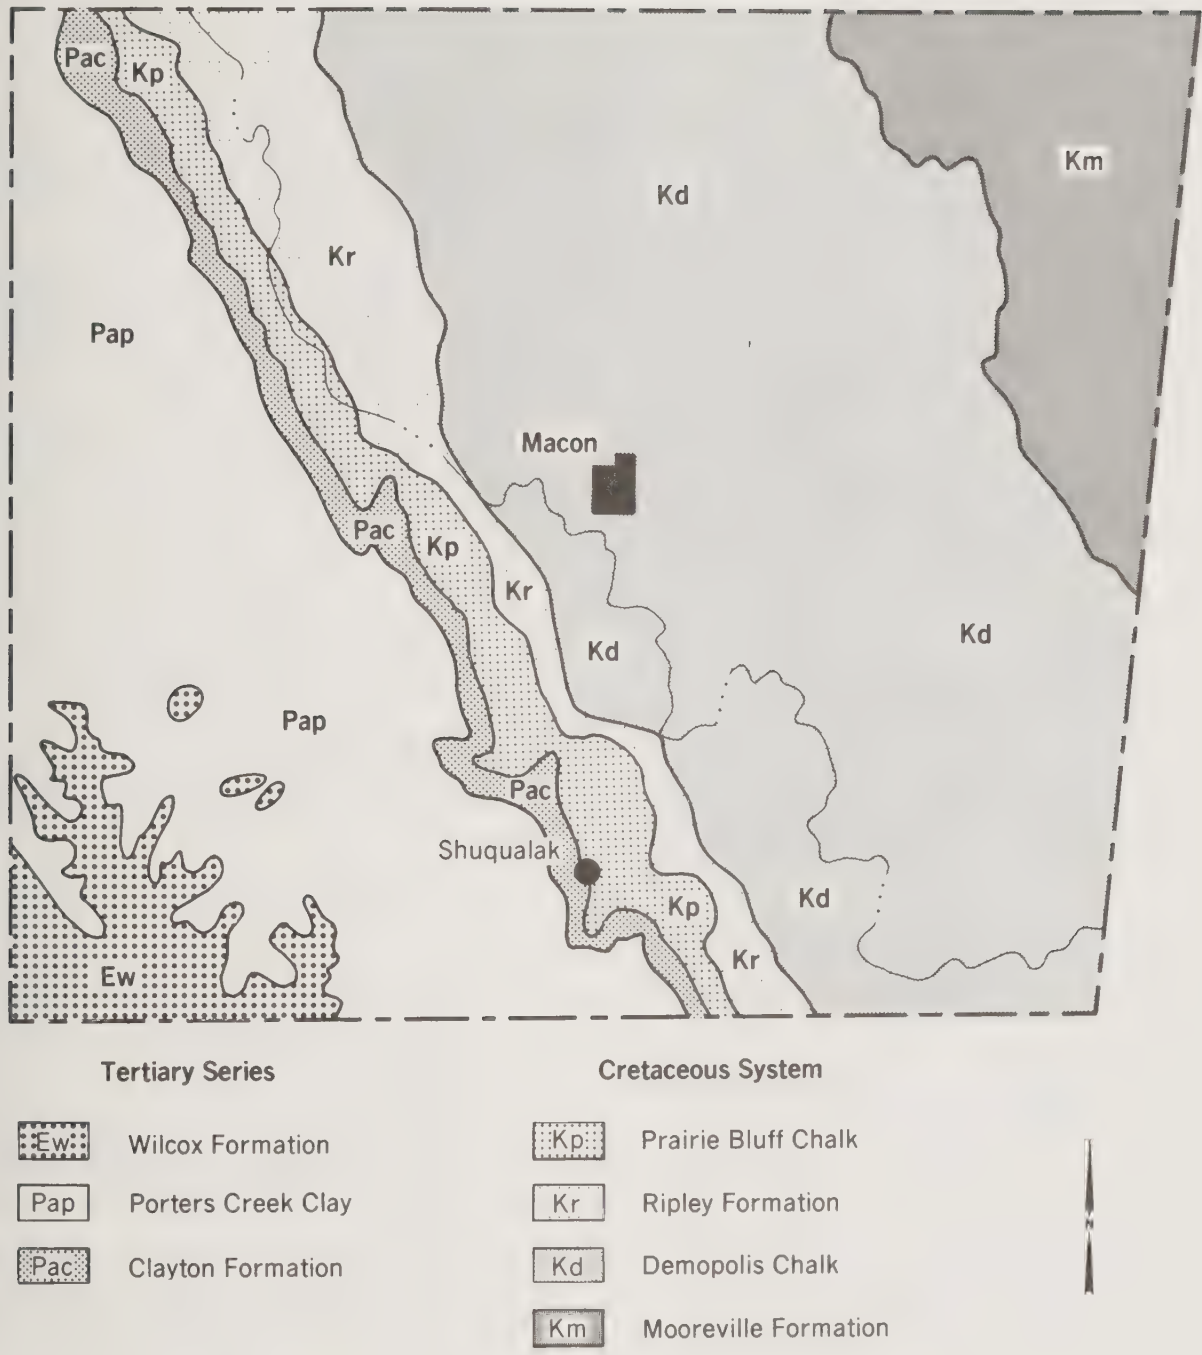 Pac
Kp
Km
Kd
Kr
Pap
Macon
Pac
Kp
Kr
Kd
Kd
Pap
Pac
Shuqualak
Kd
Kp
Kr
Ew
Tertiary Series
Ew Wilcox Formation
Pap Porters Creek Clay
Pac Clayton Formation
Cretaceous System
Kp Prairie Bluff Chalk
Kr Ripley Formation
Kd Demopolis Chalk
Km Mooreville Formation
N